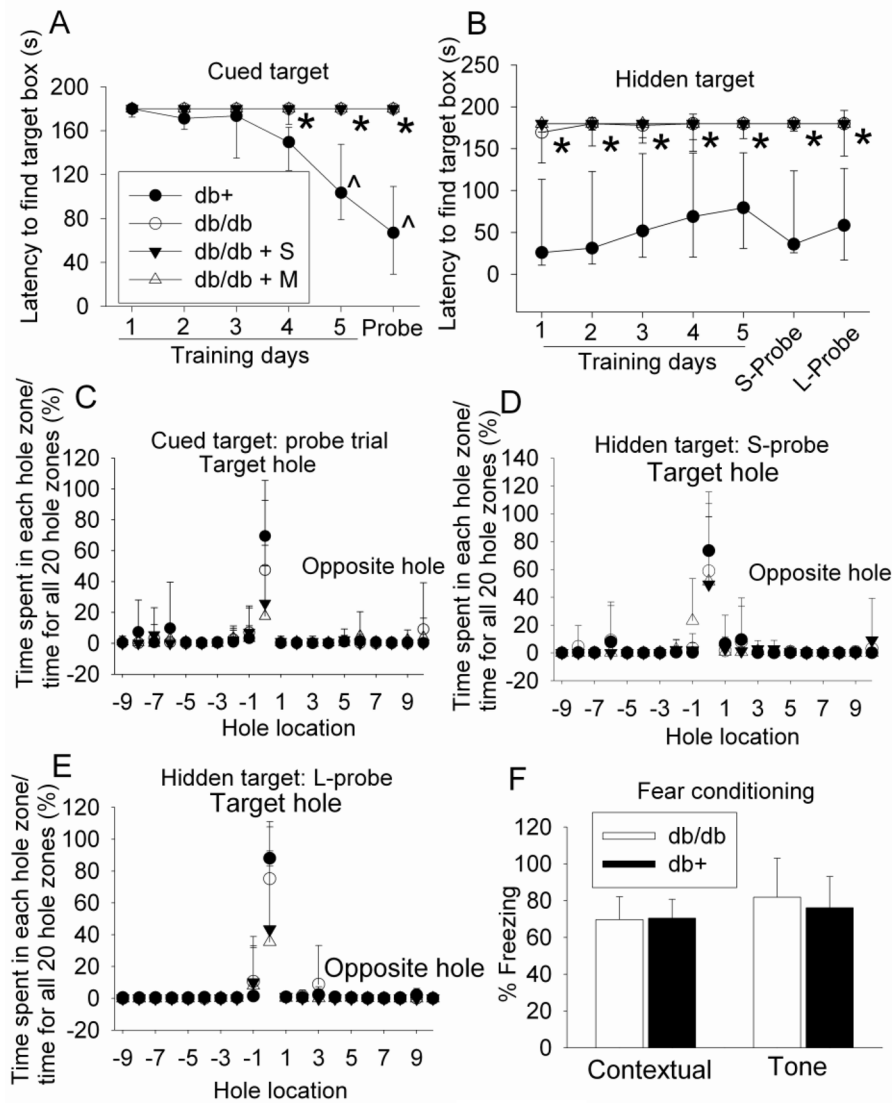 A
Cued target
Latency to find target box (s)
180
160
120
80
40
0
* * *
^
^
db+
db/db
db/db + S
db/db + M
1 2 3 4 5 Probe
Training days
B
Hidden target
Latency to find target box (s)
250
200
150
100
50
0
* * * * * * *
1 2 3 4 5 S-Probe L-Probe
Training days
C
Cued target: probe trial
Target hole
Opposite hole
Time spent in each hole zone/
time for all 20 hole zones (%)
120
100
80
60
40
20
0
-20
-9 -7 -5 -3 -1 1 3 5 7 9
Hole location
D
Hidden target: S-probe
Target hole
Opposite hole
Time spent in each hole zone/
time for all 20 hole zones (%)
140
120
100
80
60
40
20
0
-20
-9 -7 -5 -3 -1 1 3 5 7 9
Hole location
E
Hidden target: L-probe
Target hole
Opposite hole
Time spent in each hole zone/
time for all 20 hole zones (%)
120
100
80
60
40
20
0
-20
-9 -7 -5 -3 -1 1 3 5 7 9
Hole location
F
Fear conditioning
db/db
db+
% Freezing
120
100
80
60
40
20
0
Contextual Tone